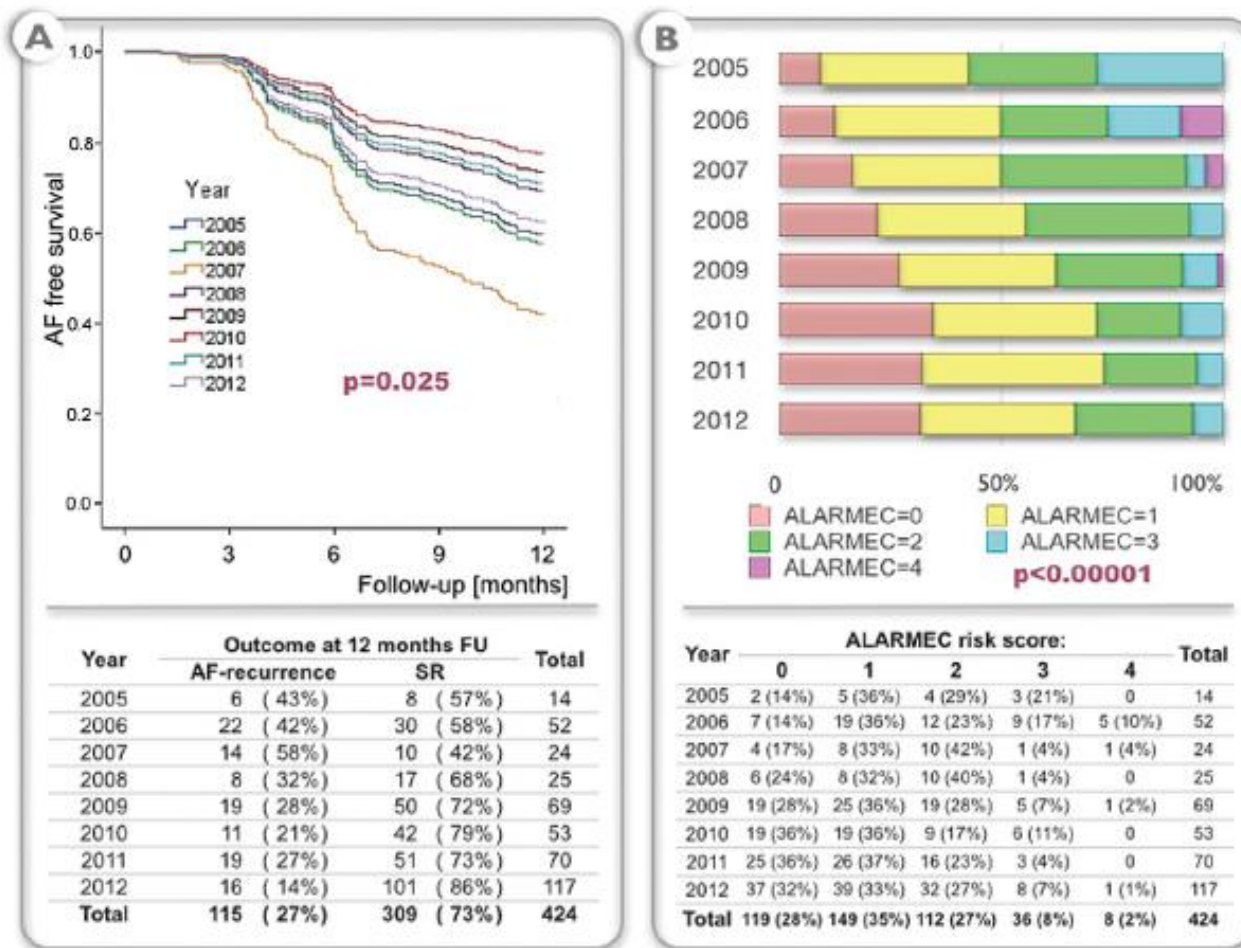 A
1.0
0.8
0.6
0.4
0.2
0.0
AF free survival
Year
2005
2006
2007
2008
2009
2010
2011
2012
p=0.025
0 3 6 9 12
Follow-up [months]
Year Outcome at 12 months FU Total
AF-recurrence SR
2005 6 ( 43%) 8 ( 57%) 14
2006 22 ( 42%) 30 ( 58%) 52
2007 14 ( 58%) 10 ( 42%) 24
2008 8 ( 32%) 17 ( 68%) 25
2009 19 ( 28%) 50 ( 72%) 69
2010 11 ( 21%) 42 ( 79%) 53
2011 19 ( 27%) 51 ( 73%) 70
2012 16 ( 14%) 101 ( 86%) 117
Total 115 ( 27%) 309 ( 73%) 424
B
2005
2006
2007
2008
2009
2010
2011
2012
0 50% 100%
ALARMEC=0 ALARMEC=1
ALARMEC=2 ALARMEC=3
ALARMEC=4
p<0.00001
Year ALARMEC risk score: Total
0 1 2 3 4
2005 2 (14%) 5 (36%) 4 (29%) 3 (21%) 0 14
2006 7 (14%) 19 (36%) 12 (23%) 9 (17%) 5 (10%) 52
2007 4 (17%) 8 (33%) 10 (42%) 1 (4%) 1 (4%) 24
2008 6 (24%) 8 (32%) 10 (40%) 1 (4%) 0 25
2009 19 (28%) 25 (36%) 19 (28%) 5 (7%) 1 (2%) 69
2010 19 (36%) 19 (36%) 9 (17%) 6 (11%) 0 53
2011 25 (36%) 26 (37%) 16 (23%) 3 (4%) 0 70
2012 37 (32%) 39 (33%) 32 (27%) 8 (7%) 1 (1%) 117
Total 119 (28%) 149 (35%) 112 (27%) 36 (8%) 8 (2%) 424